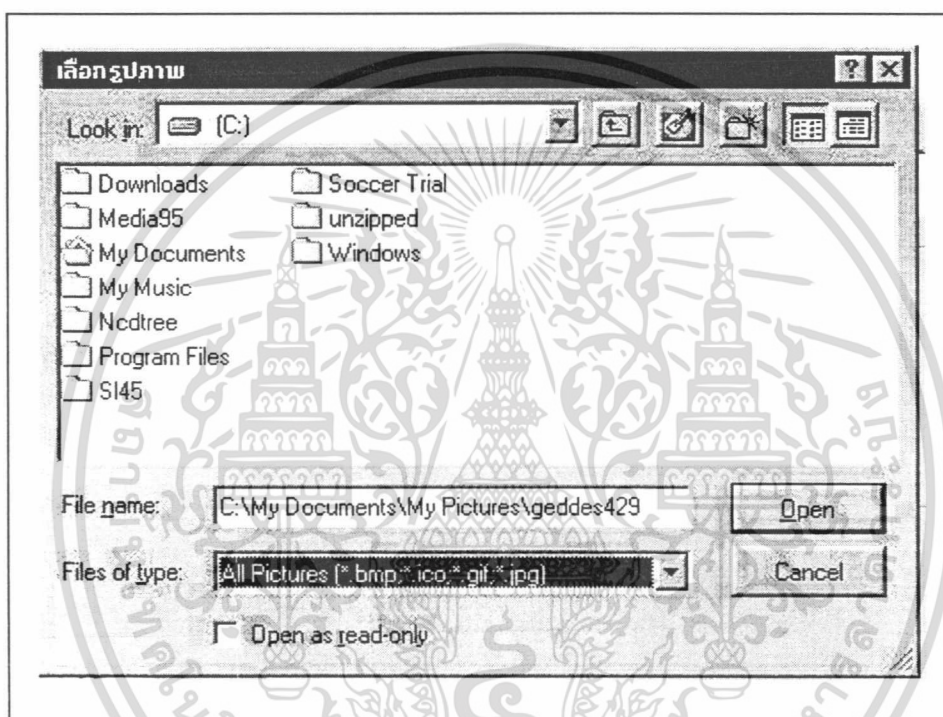 เลือกรูปภาพ
Look in: (C:)
Downloads
Media95
My Documents
My Music
Ncdtree
Program Files
SI45
Soccer Trial
unzipped
Windows
File name: C:\My Documents\My Pictures\geddes429 Open
Files of type: All Pictures (*.bmp,*.ico,*.gif,*.jpg) Cancel
Open as read-only